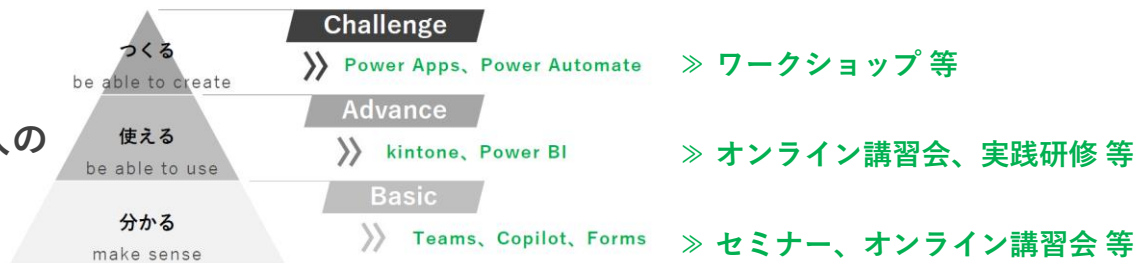 Challenge
つくる
be able to create
Power Apps、Power Automate
≫ ワークショップ 等
Advance
人の
使える
be able to use
kintone、Power BI
≫ オンライン講習会、実践研修 等
Basic
分かる
make sense
Teams、Copilot、Forms
≫ セミナー、オンライン講習会 等